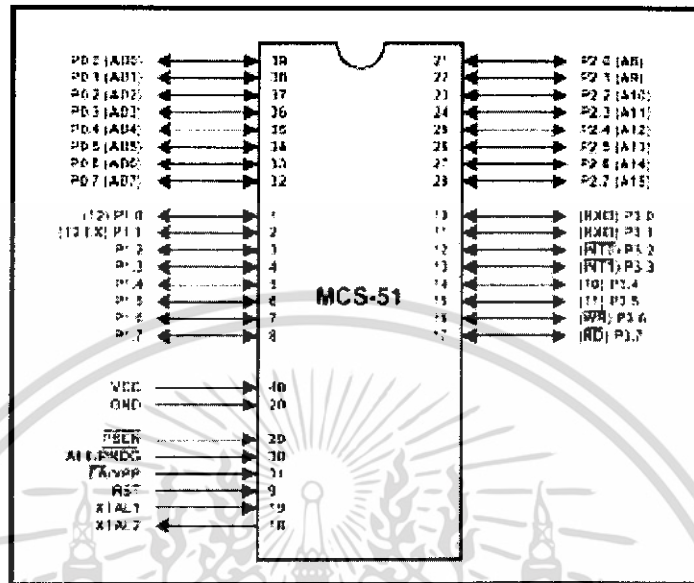 P0.0 (AD0) 39
P0.1 (AD1) 38
P0.2 (AD2) 37
P0.3 (AD3) 36
P0.4 (AD4) 35
P0.5 (AD5) 34
P0.6 (AD6) 33
P0.7 (AD7) 32
(T2) P1.0 1
P1.1 2
P1.2 3
P1.3 4
P1.4 5
P1.5 6
P1.6 7
P1.7 8
VCC 40
GND 20
PSEN 29
ALE/PROG 30
EA/VPP 31
RST 9
XTAL1 19
XTAL2 18
MCS-51
21 P2.0 (A8)
22 P2.1 (A9)
23 P2.2 (A10)
24 P2.3 (A11)
25 P2.4 (A12)
26 P2.5 (A13)
27 P2.6 (A14)
28 P2.7 (A15)
10 P3.0
11 P3.1
12 (INT0) P3.2
13 (INT1) P3.3
14 (T0) P3.4
15 (T1) P3.5
16 (WR) P3.6
17 (RD) P3.7